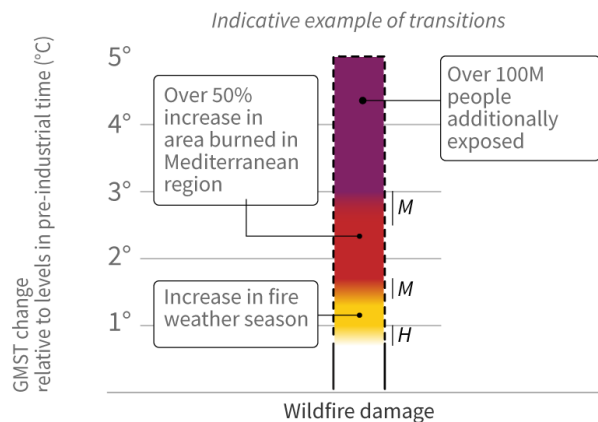 Indicative example of transitions
GMST change
relative to levels in pre-industrial time (°C)
5°
4°
3°
2°
1°
Over 50%
increase in
area burned in
Mediterranean
region
Over 100M
people
additionally
exposed
Increase in fire
weather season
M
M
H
Wildfire damage